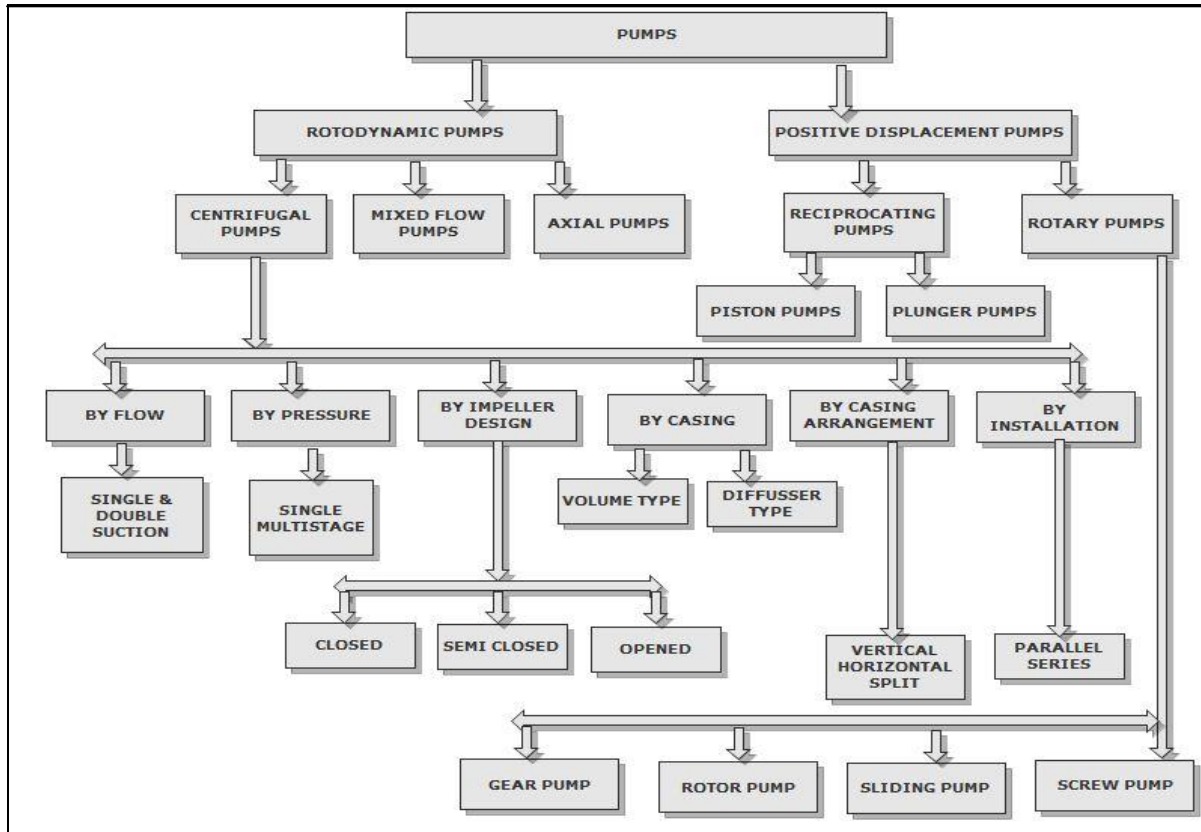 PUMPS
ROTODYNAMIC PUMPS
POSITIVE DISPLACEMENT PUMPS
CENTRIFUGAL
PUMPS
MIXED FLOW
PUMPS
AXIAL PUMPS
RECIPROCATING
PUMPS
ROTARY PUMPS
PISTON PUMPS
PLUNGER PUMPS
BY FLOW
BY PRESSURE
BY IMPELLER
DESIGN
BY CASING
BY CASING
ARRANGEMENT
BY
INSTALLATION
SINGLE &
DOUBLE
SUCTION
SINGLE
MULTISTAGE
VOLUME TYPE
DIFFUSSER
TYPE
CLOSED
SEMI CLOSED
OPENED
VERTICAL
HORIZONTAL
SPLIT
PARALLEL
SERIES
GEAR PUMP
ROTOR PUMP
SLIDING PUMP
SCREW PUMP